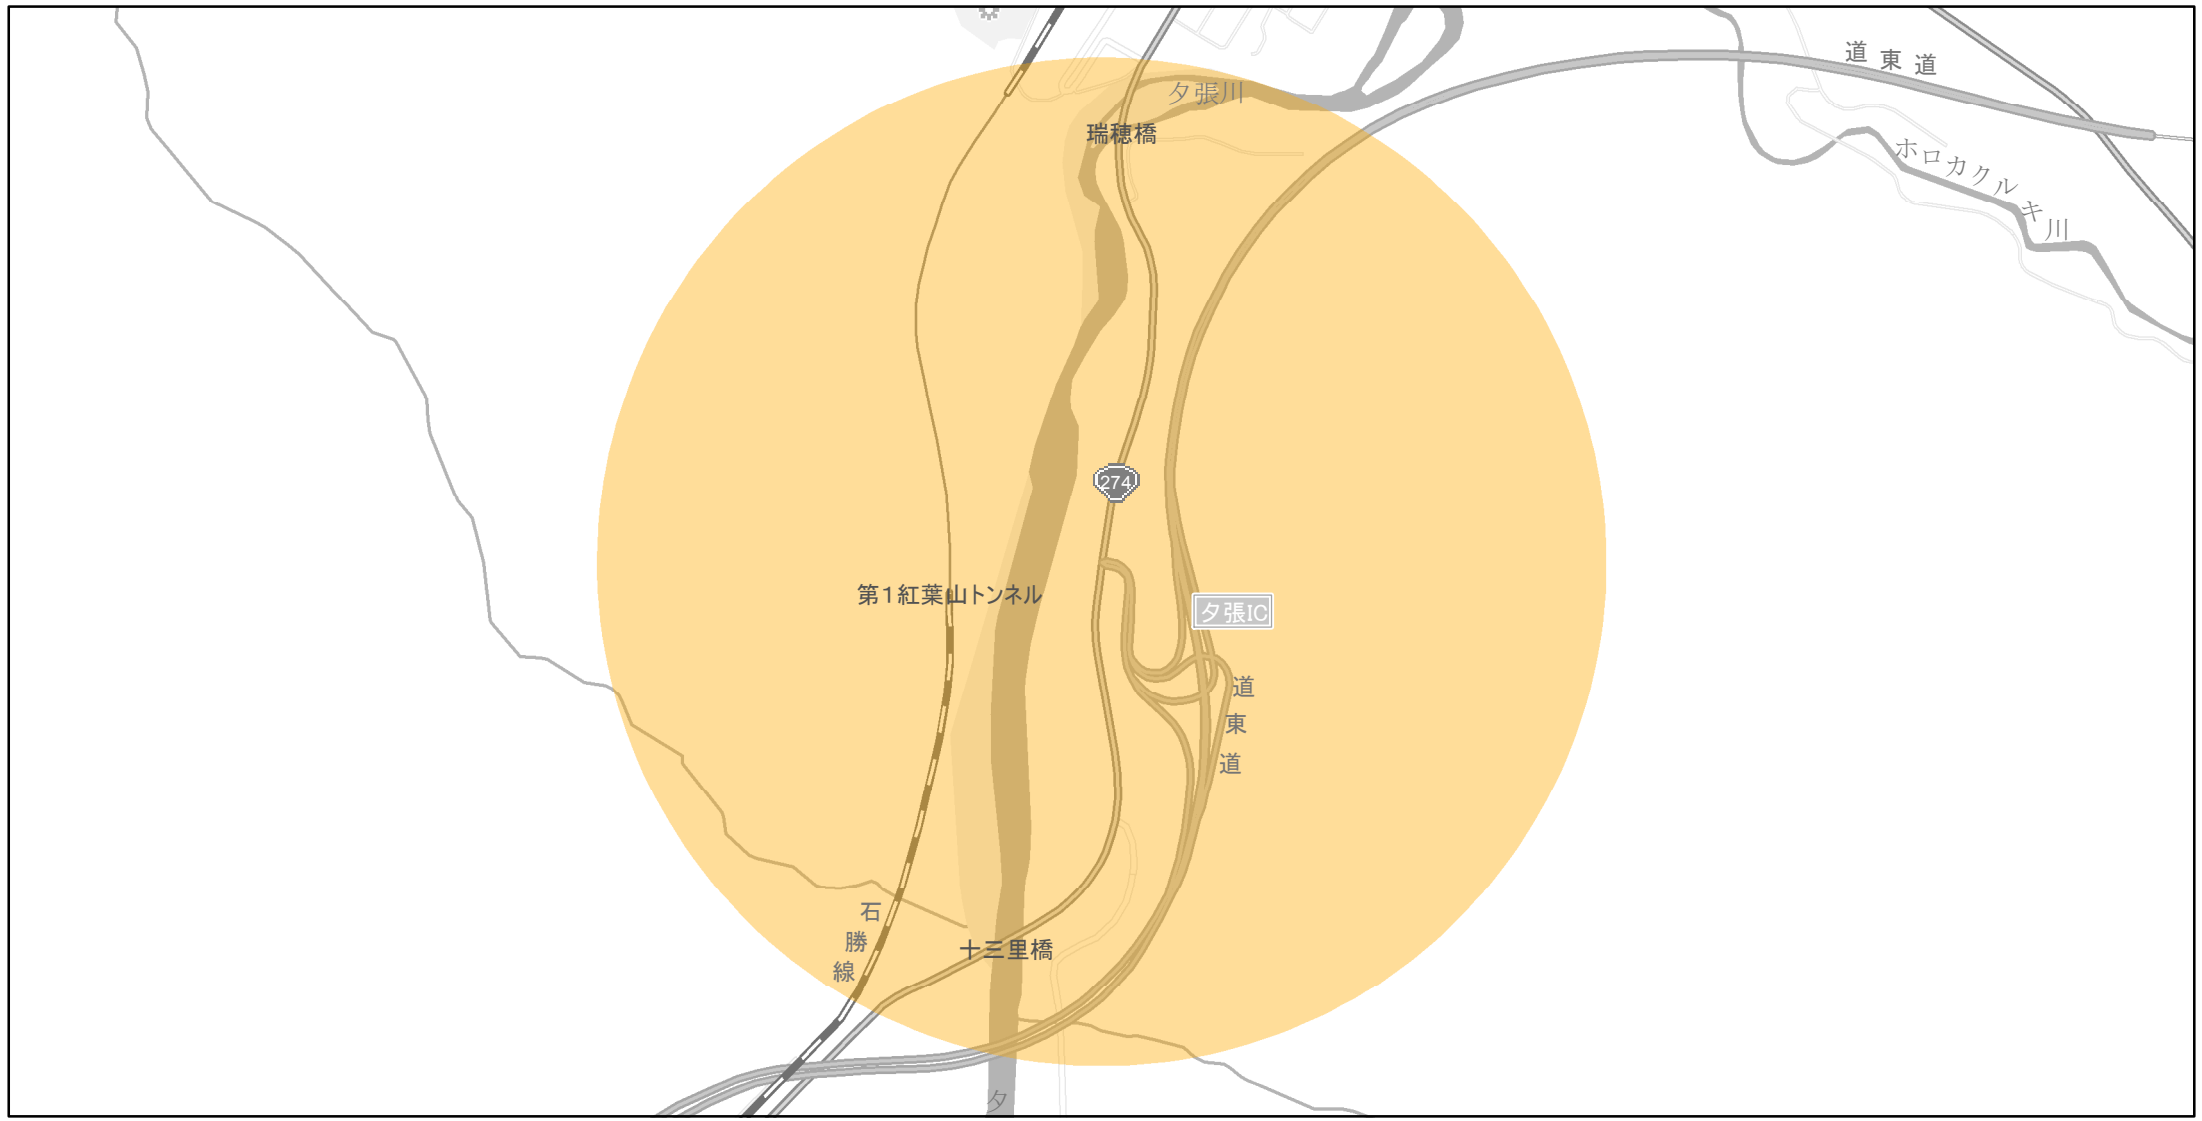 道東道
夕張川
瑞穂橋
ホロカクルキ川
274
第1紅葉山トンネル
夕張IC
道東道
石勝線
十三里橋
夕